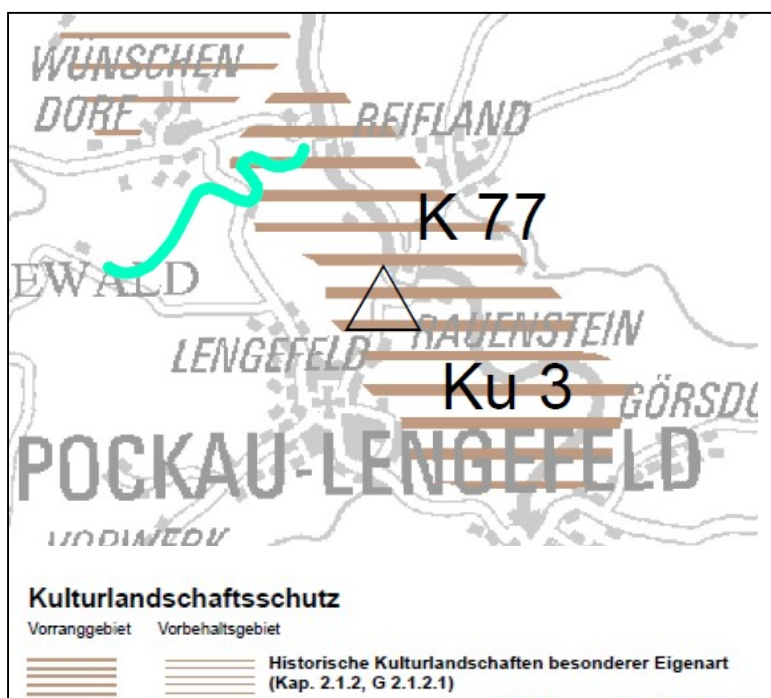 WÜNSCHEN
DORF
REIFLAND
K 77
EWALD
RAUENSTEIN
LENGEFELD
Ku 3
GÖRSDO
POCKAU-LENGEFELD
VORWERK
Kulturlandschaftsschutz
Vorranggebiet Vorbehaltsgebiet
Historische Kulturlandschaften besonderer Eigenart
(Kap. 2.1.2, G 2.1.2.1)